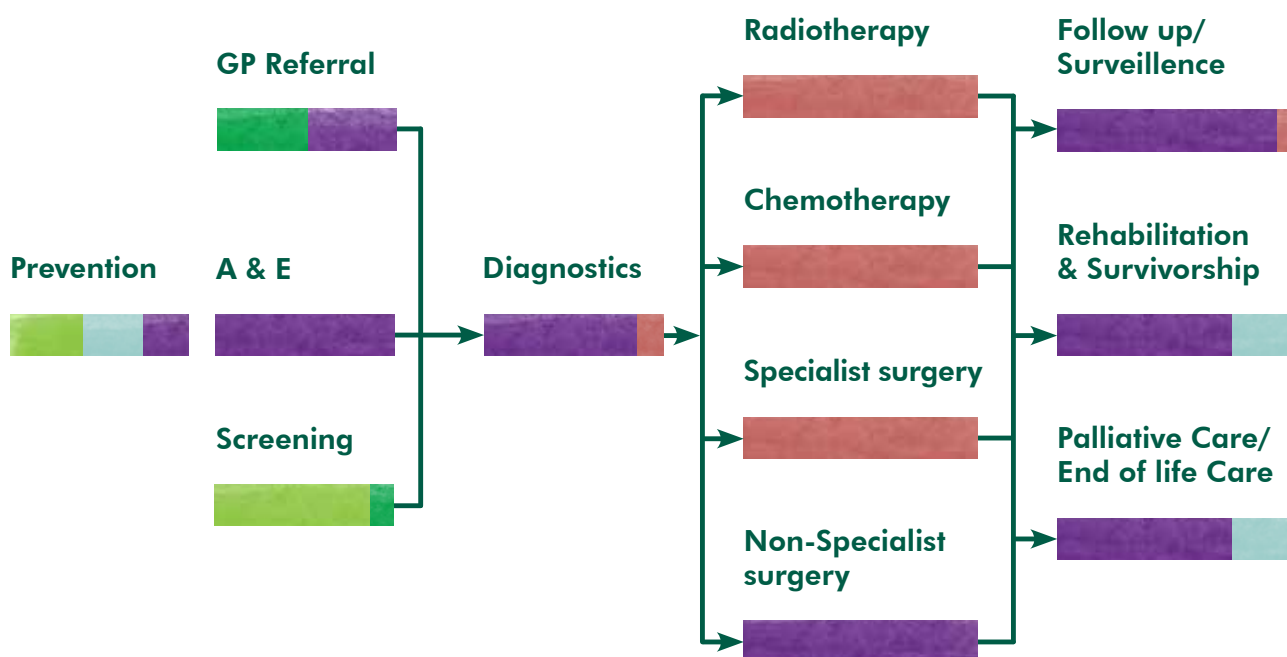 Prevention
GP Referral
A & E
Screening
Diagnostics
Radiotherapy
Chemotherapy
Specialist surgery
Non-Specialist
surgery
Follow up/
Surveillence
Rehabilitation
& Survivorship
Palliative Care/
End of life Care